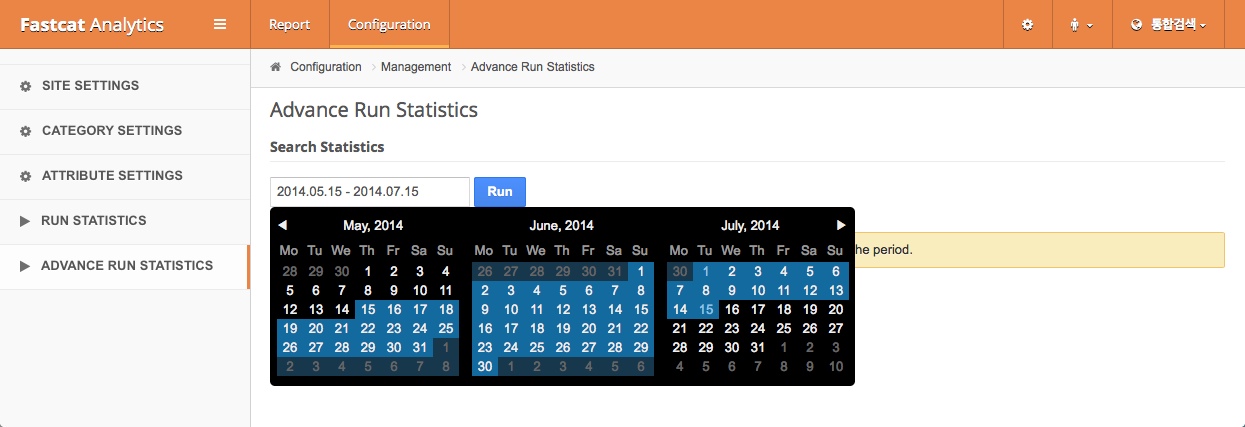 Fastcat Analytics
Report
Configuration
통합검색
Configuration
Management
Advance Run Statistics
SITE SETTINGS
CATEGORY SETTINGS
ATTRIBUTE SETTINGS
RUN STATISTICS
ADVANCE RUN STATISTICS
Advance Run Statistics
Search Statistics
2014.05.15 - 2014.07.15
Run
he period.
May, 2014
Mo Tu We Th Fr Sa Su
28 29 30 1 2 3 4
5 6 7 8 9 10 11
12 13 14 15 16 17 18
19 20 21 22 23 24 25
26 27 28 29 30 31 1
2 3 4 5 6 7 8
June, 2014
Mo Tu We Th Fr Sa Su
26 27 28 29 30 31 1
2 3 4 5 6 7 8
9 10 11 12 13 14 15
16 17 18 19 20 21 22
23 24 25 26 27 28 29
30 1 2 3 4 5 6
July, 2014
Mo Tu We Th Fr Sa Su
30 1 2 3 4 5 6
7 8 9 10 11 12 13
14 15 16 17 18 19 20
21 22 23 24 25 26 27
28 29 30 31 1 2 3
4 5 6 7 8 9 10